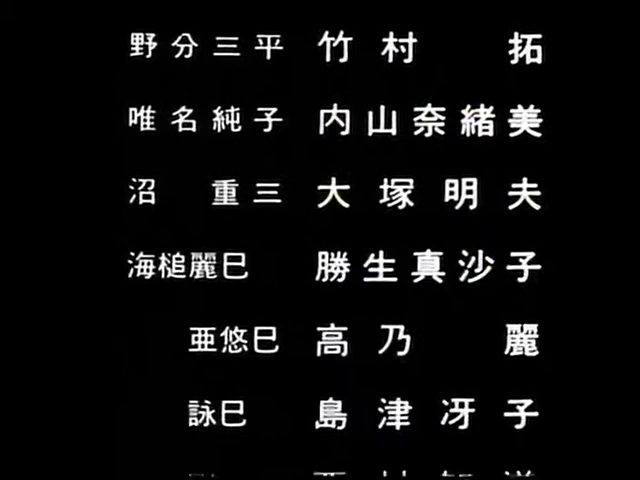 野分三平 竹村 拓
唯名純子 内山奈緒美
沼 重三 大塚明夫
海槌麗巳 勝生真沙子
亜悠巳 高乃 麗
詠巳 島津冴子